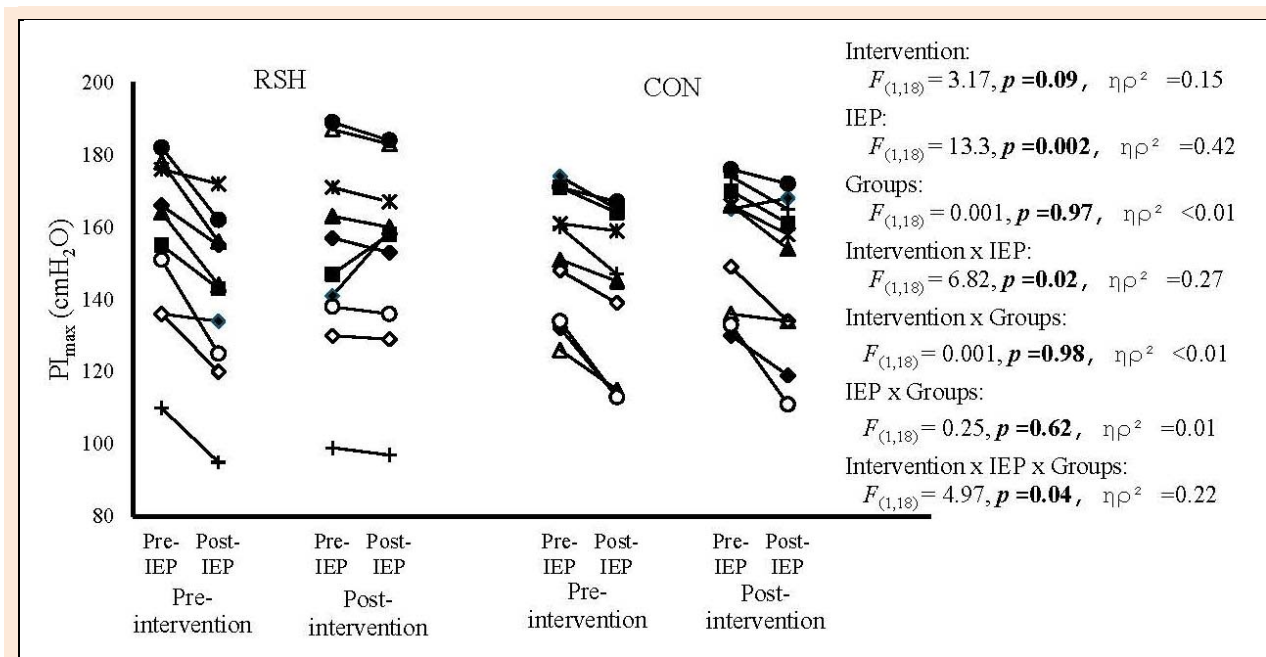 RSH
CON
PI_max (cmH₂O)
200
180
160
140
120
100
80
Pre-IEP Post-IEP
Pre-intervention
Pre-IEP Post-IEP
Post-intervention
Pre-IEP Post-IEP
Pre-intervention
Pre-IEP Post-IEP
Post-intervention
Intervention:
F(1,18) = 3.17, p =0.09, ηρ² =0.15
IEP:
F(1,18) = 13.3, p =0.002, ηρ² =0.42
Groups:
F(1,18) = 0.001, p =0.97, ηρ² <0.01
Intervention x IEP:
F(1,18) = 6.82, p =0.02, ηρ² =0.27
Intervention x Groups:
F(1,18) = 0.001, p =0.98, ηρ² <0.01
IEP x Groups:
F(1,18) = 0.25, p =0.62, ηρ² =0.01
Intervention x IEP x Groups:
F(1,18) = 4.97, p =0.04, ηρ² =0.22